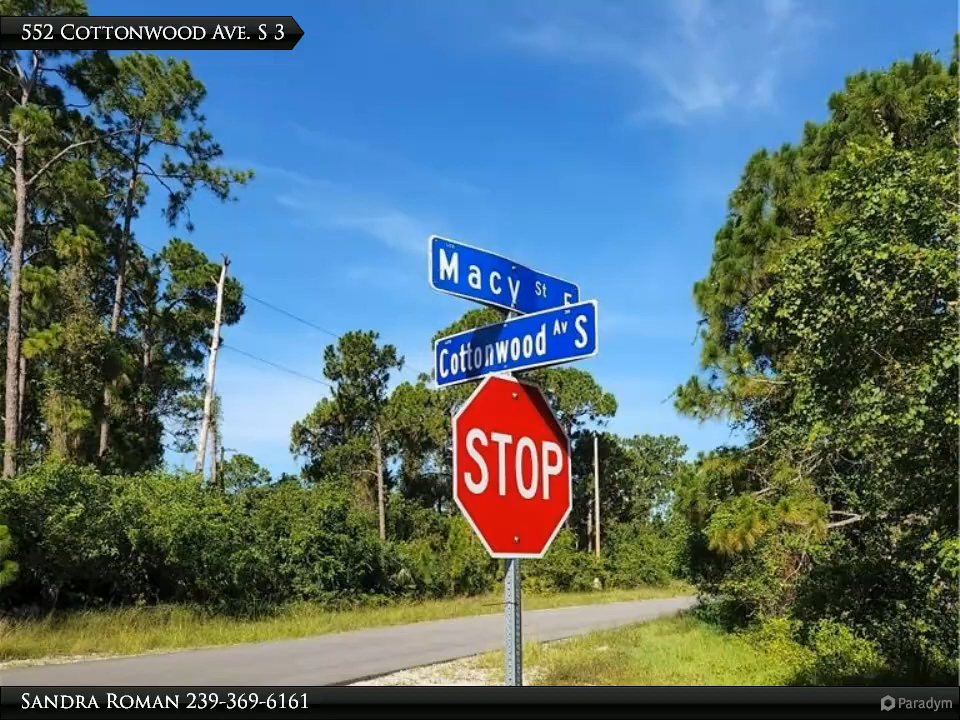 552 Cottonwood Ave. S 3
Macy St E
Cottonwood Av S
STOP
Sandra Roman 239-369-6161
Paradym